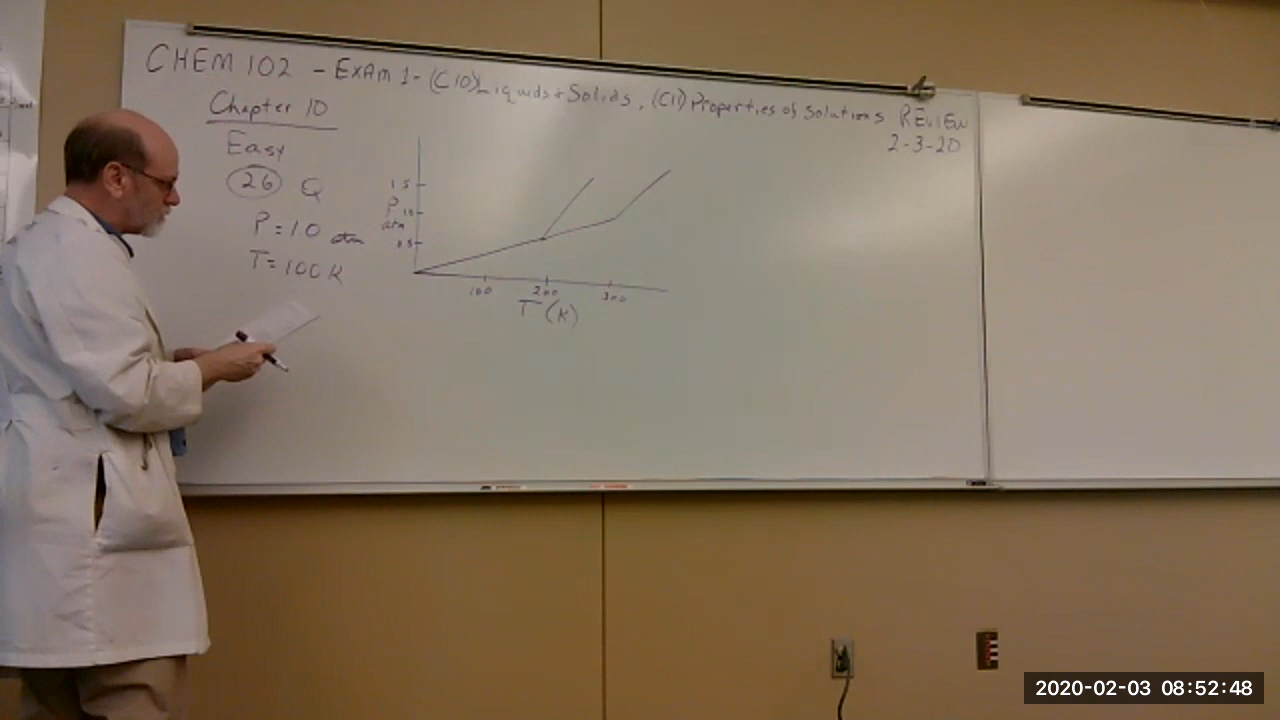 CHEM 102 - EXAM 1 - (C10) Liquids + Solids, (C11) Properties of Solutions REVIEW
2-3-20
Chapter 10
Easy
26 Q
P = 1.0 atm
T = 100 K
1.5
P 1.0
atm
0.5
100 200 300
T (K)
2020-02-03 08:52:48